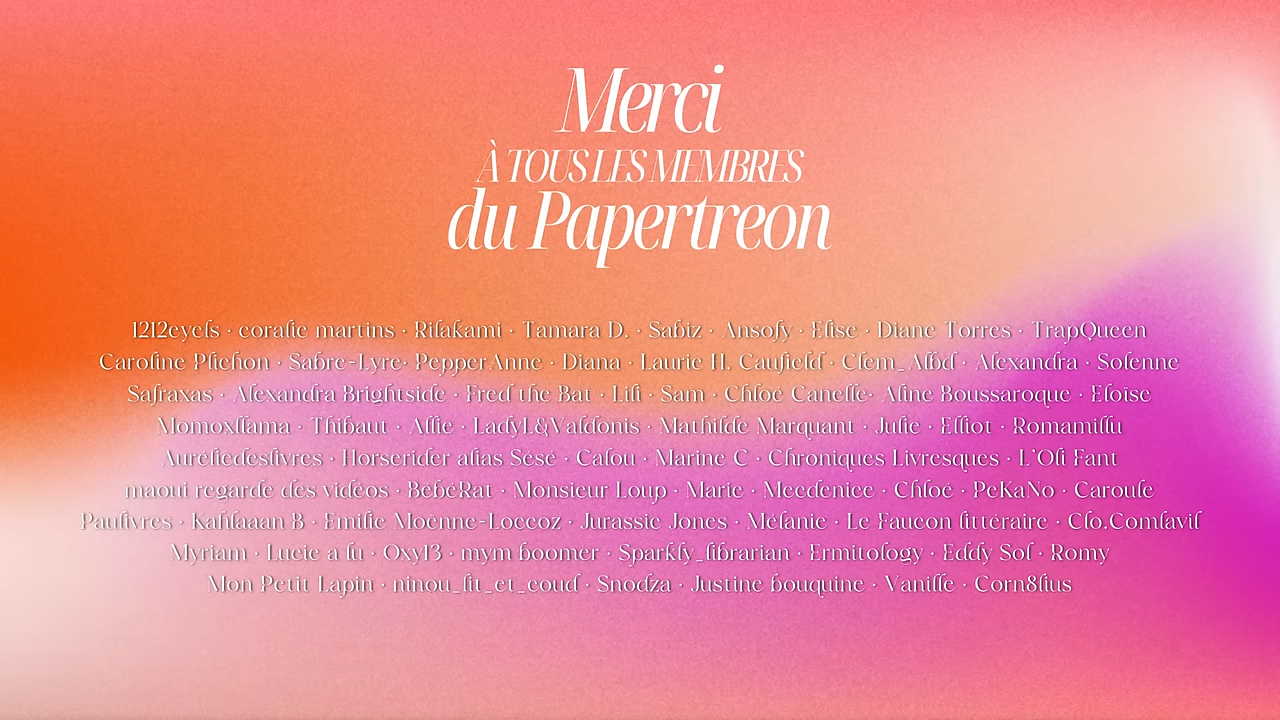 Merci
À TOUS LES MEMBRES
du Papertreon
1212eyels · coralie martins · Rilakami · Tamara D. · Sabiz · Ansoly · Elise · Diane Torres · TrapQueen
Caroline Pliehon · Sabre-Lyre· PepperAnne · Diana · Laurie H. Caulfield · Clem_Albd · Alexandra · Solenne
Safraxas · Alexandra Brightside · Fred the Bat · Lili · Sam · Chloé Canelle· Aline Boussaroque · Eloïse
Momoxllama · Thibaut · Allie · LadyL&Valdonis · Mathilde Marquant · Julie · Elliot · Romamillu
Aureliedeslivres · Horserider alias Sésé · Calou · Marine C · Chroniques Livresques · L'Oli Fant
maoui regarde des vidéos · BébéRat · Monsieur Loup · Marie · Meedenice · Chloé · PeKaNo · Caroule
Paulivres · Kahlaaan B · Emilie Moënne-Loccoz · Jurassie Jones · Mélanie · Le Faucon littéraire · Clo.Comlavil
Myriam · Lucie a lu · Oxy13 · mym boomer · Sparkly_librarian · Ermitology · Eddy Sol · Romy
Mon Petit Lapin · ninou_lit_et_coud · Snodza · Justine bouquine · Vanille · Corn8lius